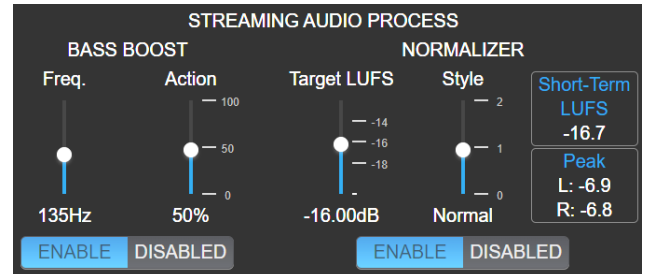 STREAMING AUDIO PROCESS
BASS BOOST
NORMALIZER
Freq.
Action
Target LUFS
Style
100
50
0
-14
-16
-18
-
2
1
0
135Hz
50%
-16.00dB
Normal
Short-Term
LUFS
-16.7
Peak
L: -6.9
R: -6.8
ENABLE DISABLED
ENABLE DISABLED